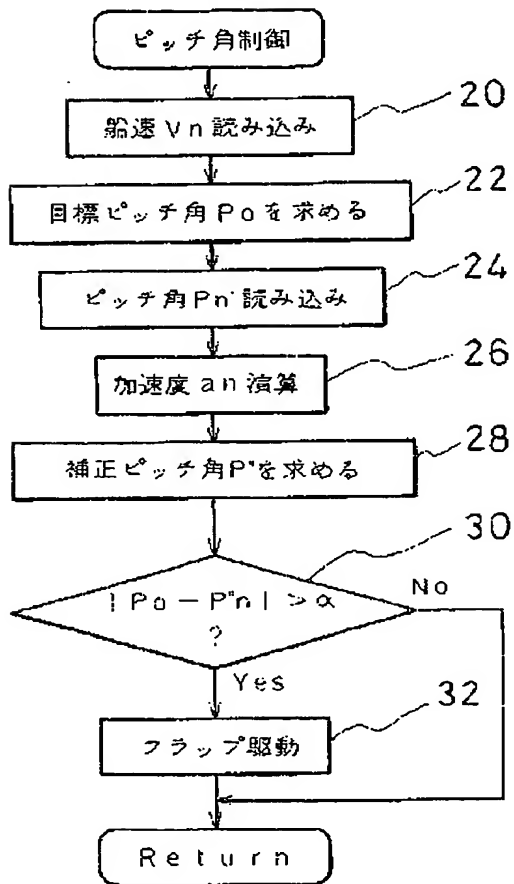 ピッチ角制御
20
船速Vn読み込み
22
目標ピッチ角Poを求める
24
ピッチ角Pn'読み込み
26
加速度an演算
28
補正ピッチ角P"を求める
30
|Po-P"n|>α
?
No
Yes
32
フラップ駆動
Return